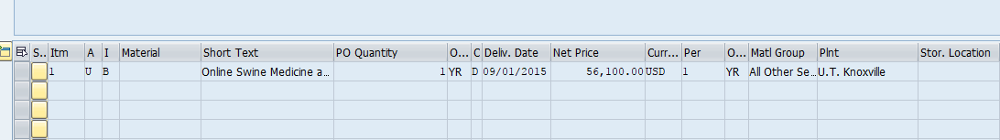 S.. Itm A I Material Short Text PO Quantity O... C Deliv. Date Net Price Curr... Per O... Matl Group Plnt Stor. Location
1 U B Online Swine Medicine a... 1 YR D 09/01/2015 56,100.00 USD 1 YR All Other Se... U.T. Knoxville